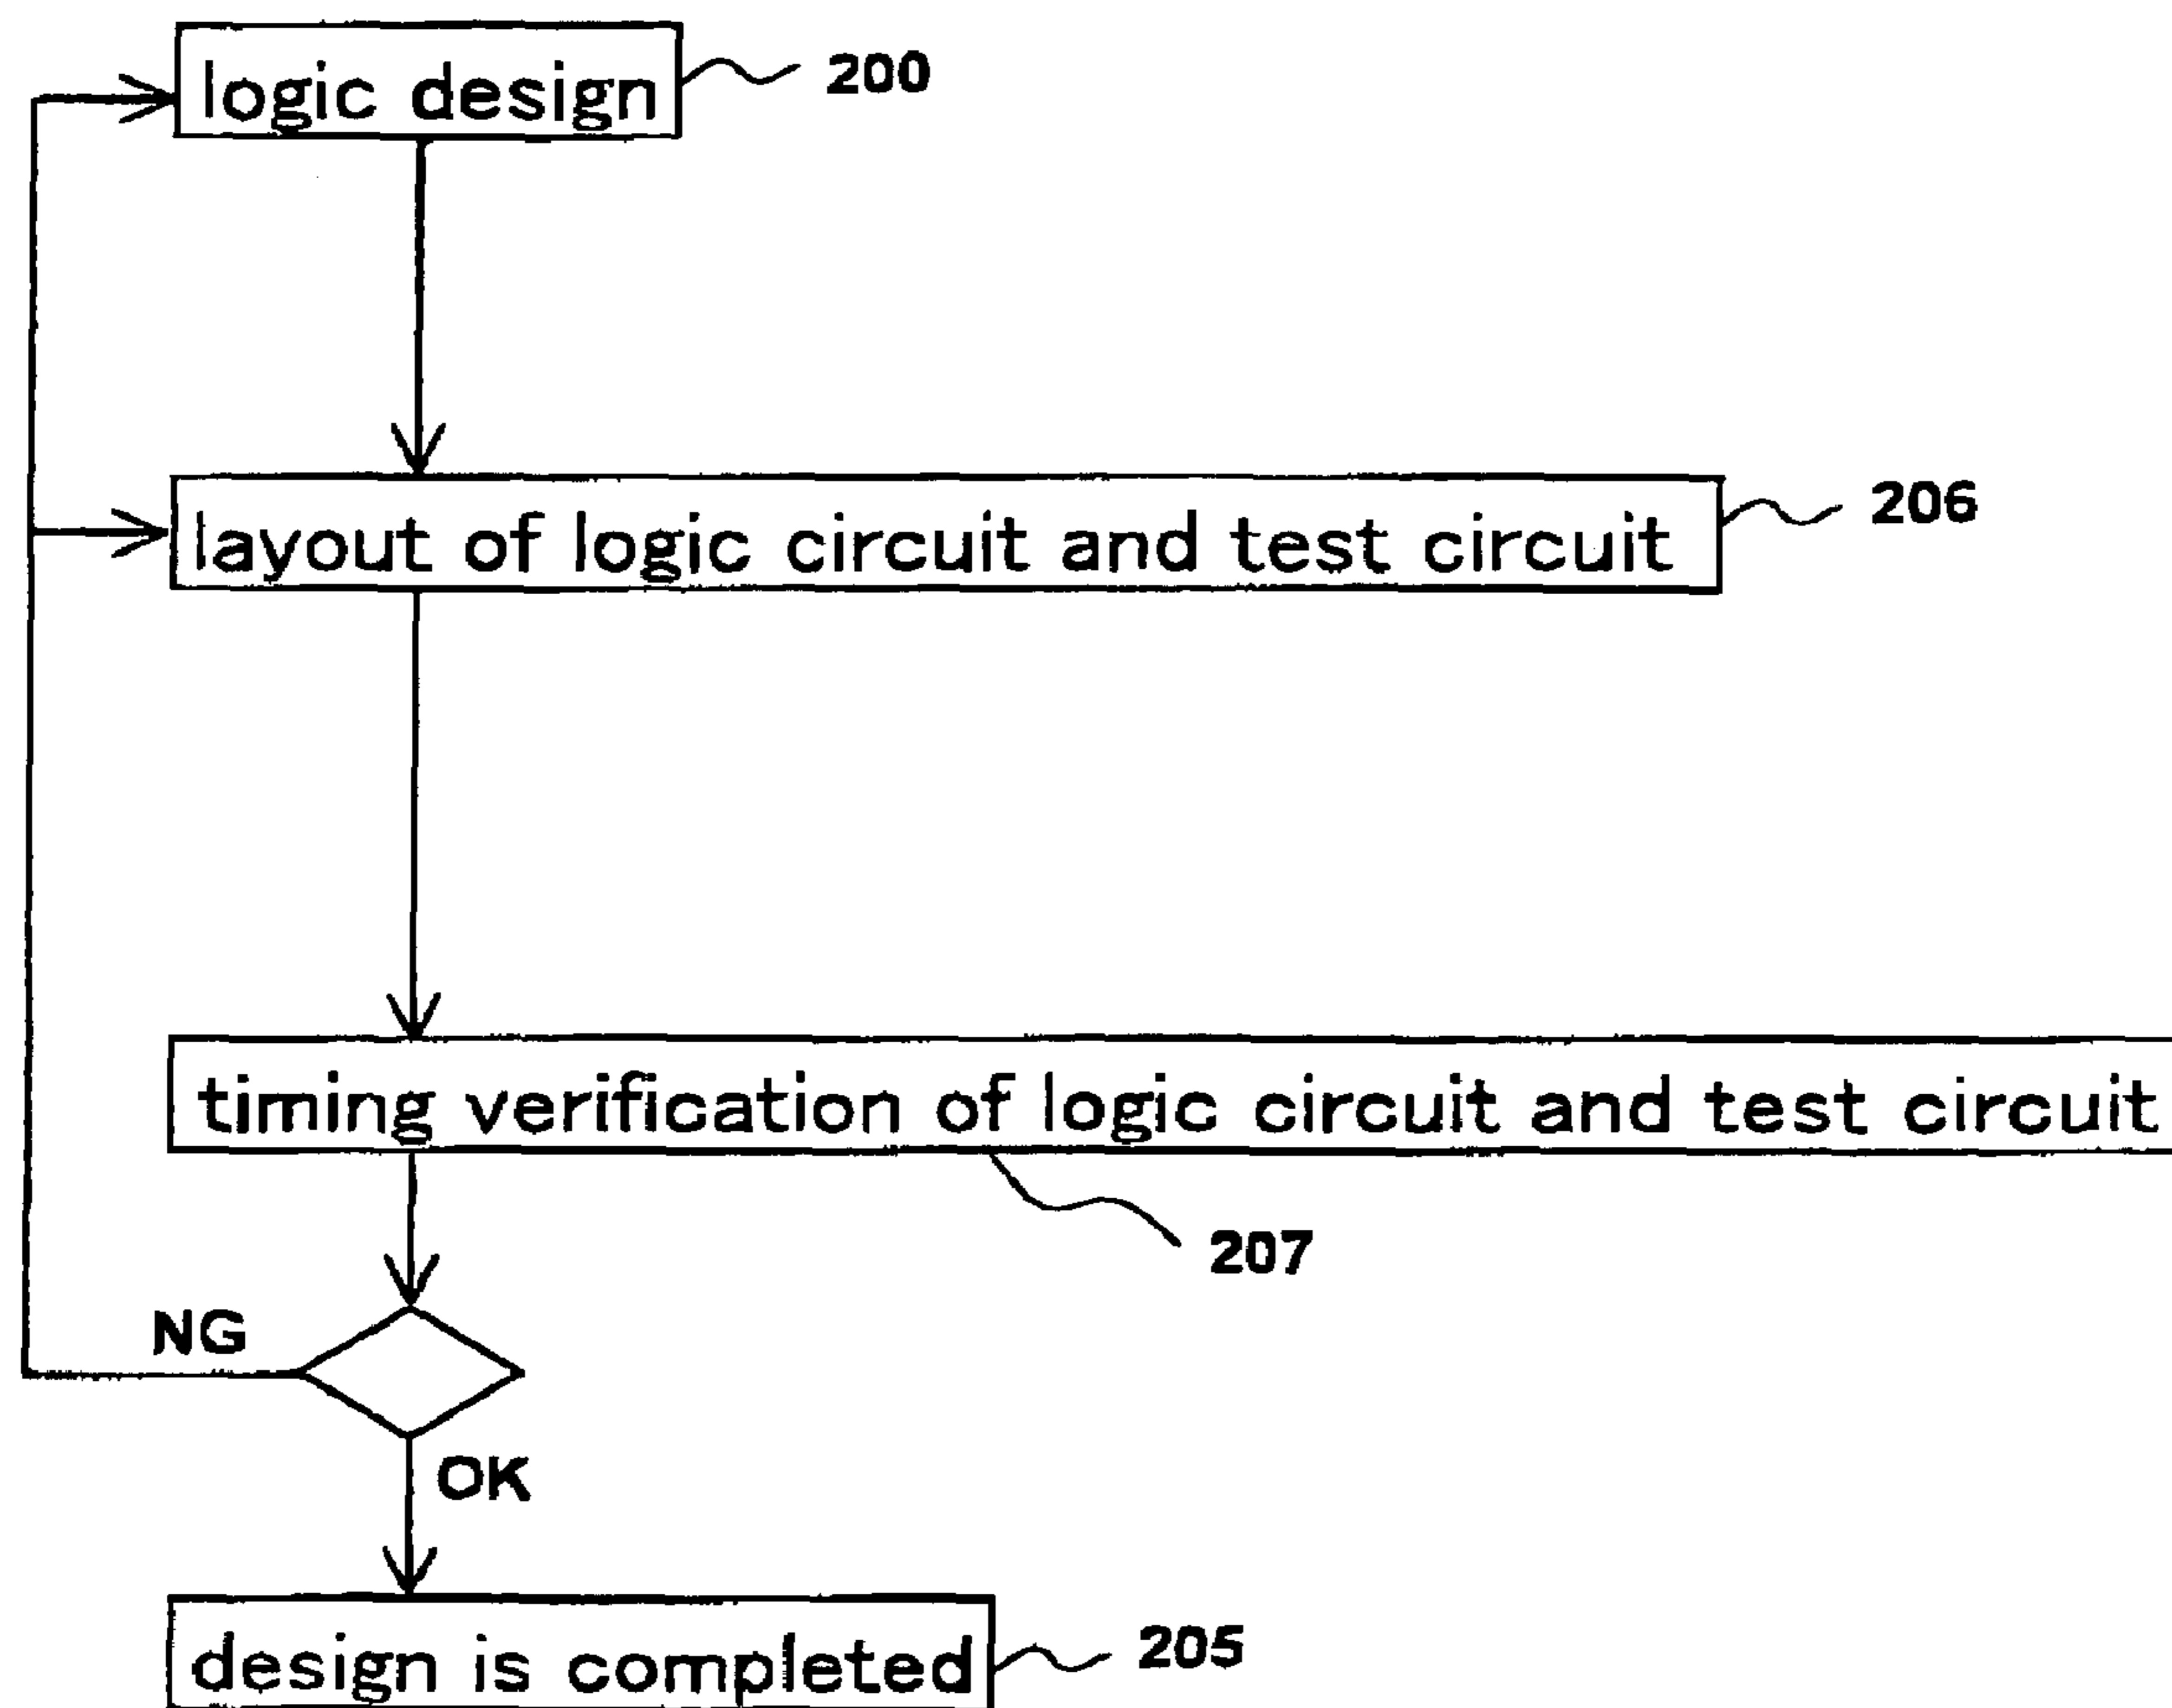 logic design
200
layout of logic circuit and test circuit
206
timing verification of logic circuit and test circuit
207
NG
OK
design is completed
205